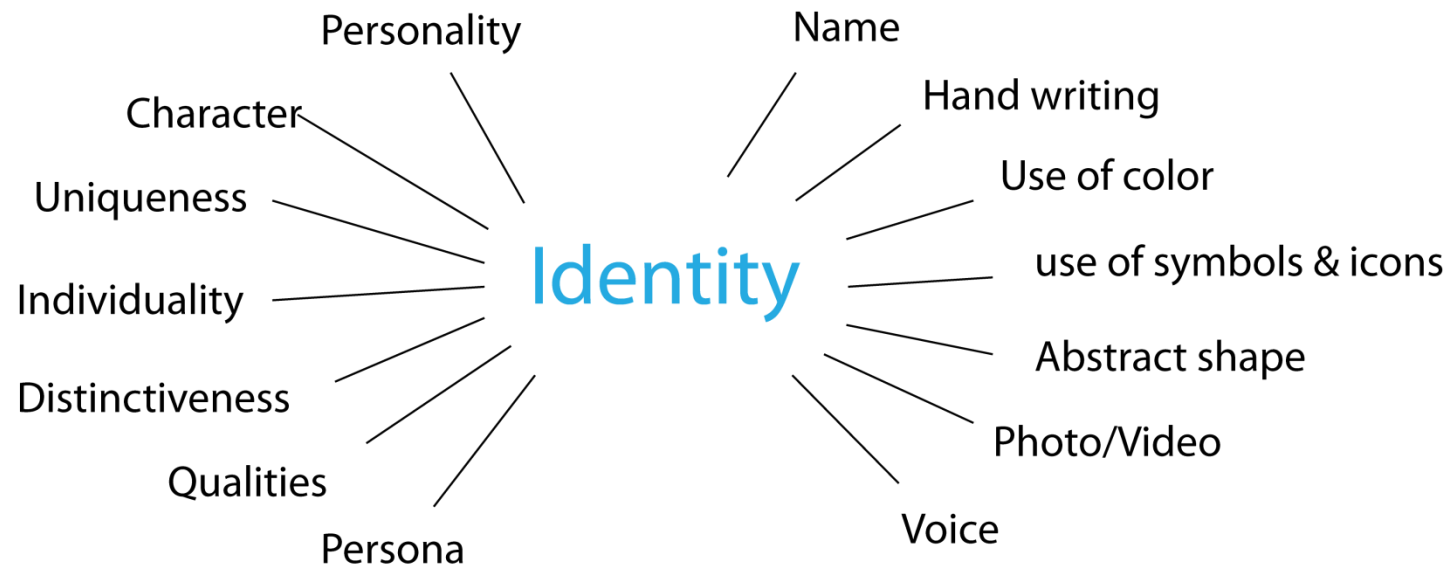 Personality
Name
Character
Hand writing
Uniqueness
Use of color
Identity
use of symbols & icons
Individuality
Abstract shape
Distinctiveness
Photo/Video
Qualities
Voice
Persona